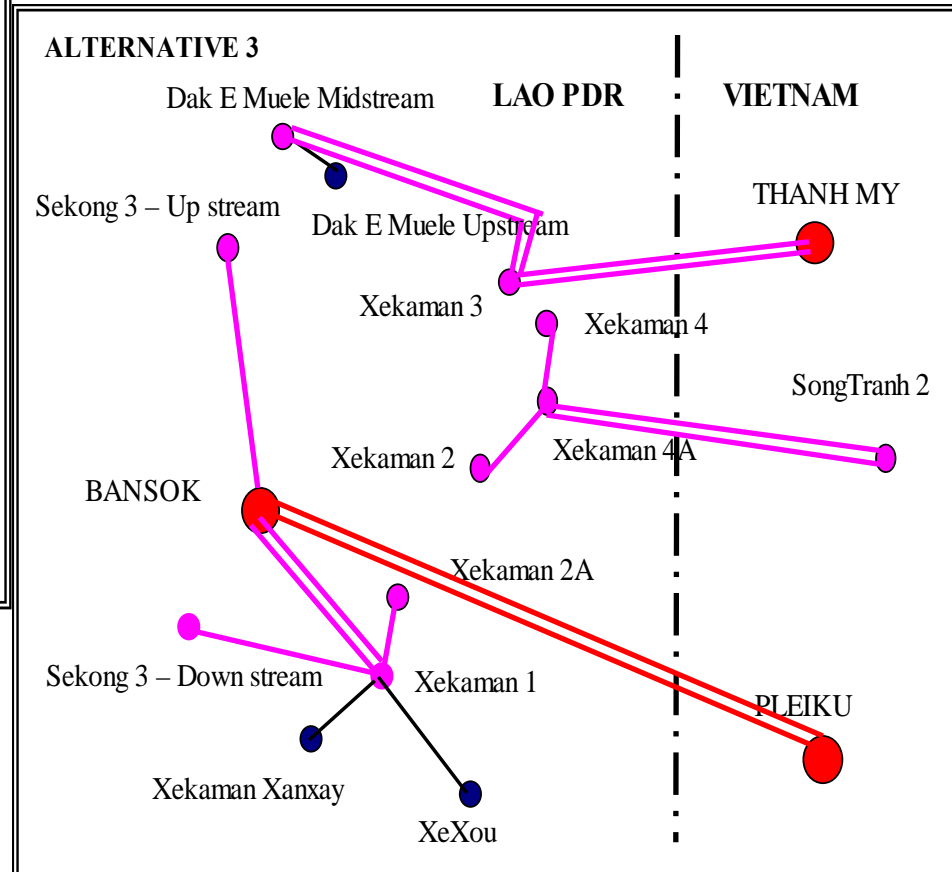 ALTERNATIVE 3
Dak E Muele Midstream
LAO PDR
VIETNAM
THANH MY
Sekong 3 – Up stream
Dak E Muele Upstream
Xekaman 3
Xekaman 4
SongTranh 2
Xekaman 2
Xekaman 4A
BANSOK
Xekaman 2A
Sekong 3 – Down stream
Xekaman 1
PLEIKU
Xekaman Xanxay
XeXou